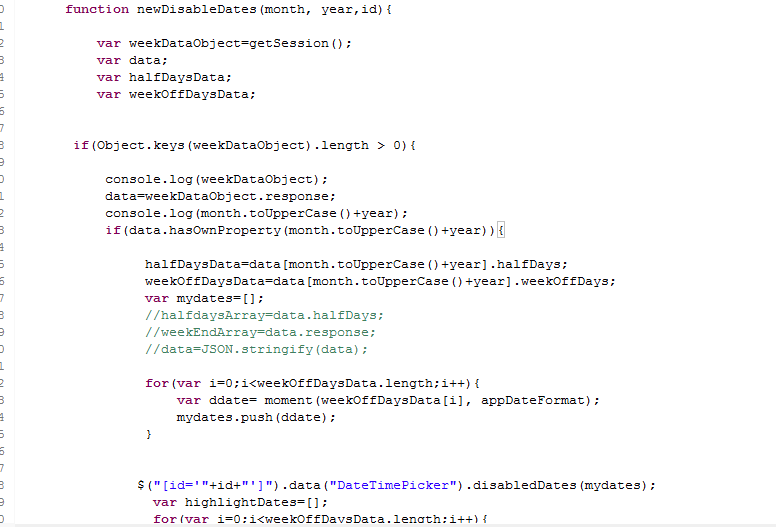 function newDisableDates(month, year,id){
var weekDataObject=getSession();
var data;
var halfDaysData;
var weekOffDaysData;
if(Object.keys(weekDataObject).length > 0){
console.log(weekDataObject);
data=weekDataObject.response;
console.log(month.toUpperCase()+year);
if(data.hasOwnProperty(month.toUpperCase()+year)){
halfDaysData=data[month.toUpperCase()+year].halfDays;
weekOffDaysData=data[month.toUpperCase()+year].weekOffDays;
var mydates=[];
//halfdaysArray=data.halfDays;
//weekEndArray=data.response;
//data=JSON.stringify(data);
for(var i=0;i<weekOffDaysData.length;i++){
var ddate= moment(weekOffDaysData[i], appDateFormat);
mydates.push(ddate);
}
$("[id='"+id+"']").data("DateTimePicker").disabledDates(mydates);
var highlightDates=[];
for(var i=0;i<weekOffDaysData.length;i++){